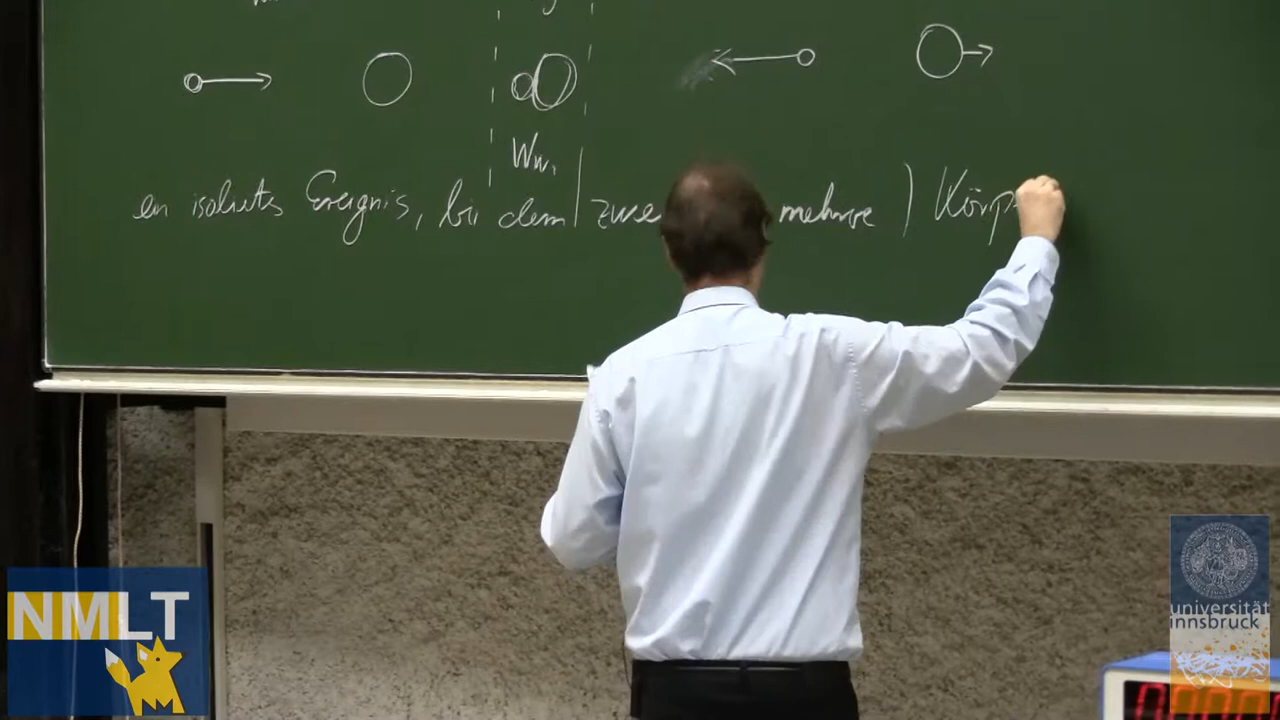 Ww.
ein isoliertes Ereignis, bei dem (zwei mehrere) Körp
NMLT
universität
innsbruck